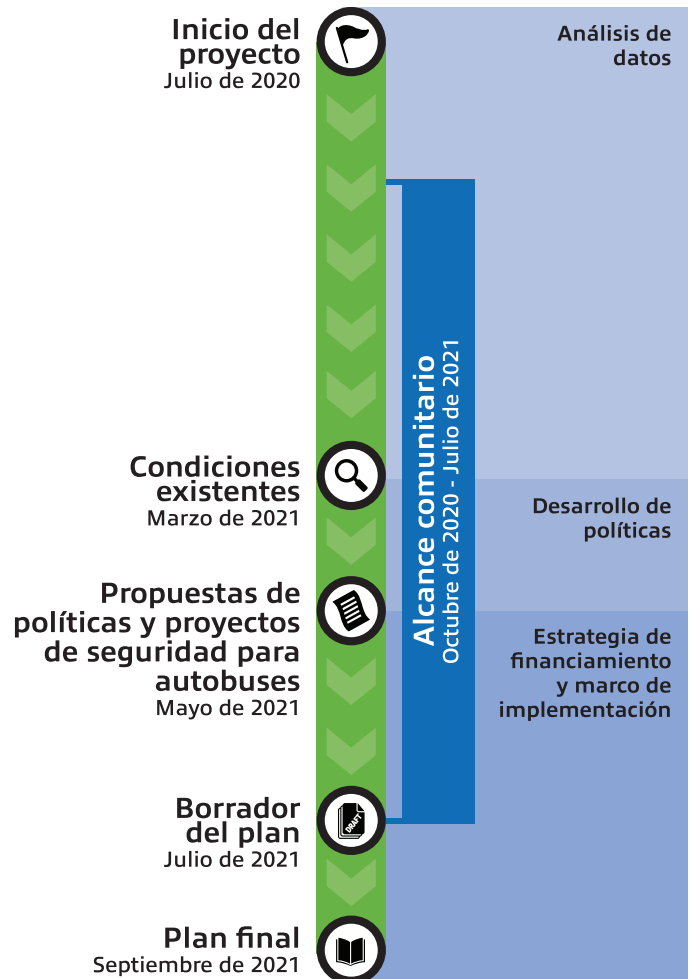 Inicio del
proyecto
Julio de 2020
Análisis de
datos
Alcance comunitario
Octubre de 2020 - Julio de 2021
Condiciones
existentes
Marzo de 2021
Desarrollo de
políticas
Propuestas de
políticas y proyectos
de seguridad para
autobuses
Mayo de 2021
Estrategia de
financiamiento
y marco de
implementación
Borrador
del plan
Julio de 2021
DRAFT
Plan final
Septiembre de 2021